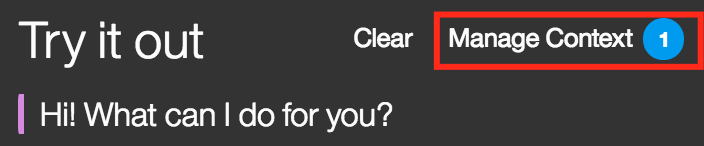 Try it out Clear Manage Context 1
Hi! What can I do for you?